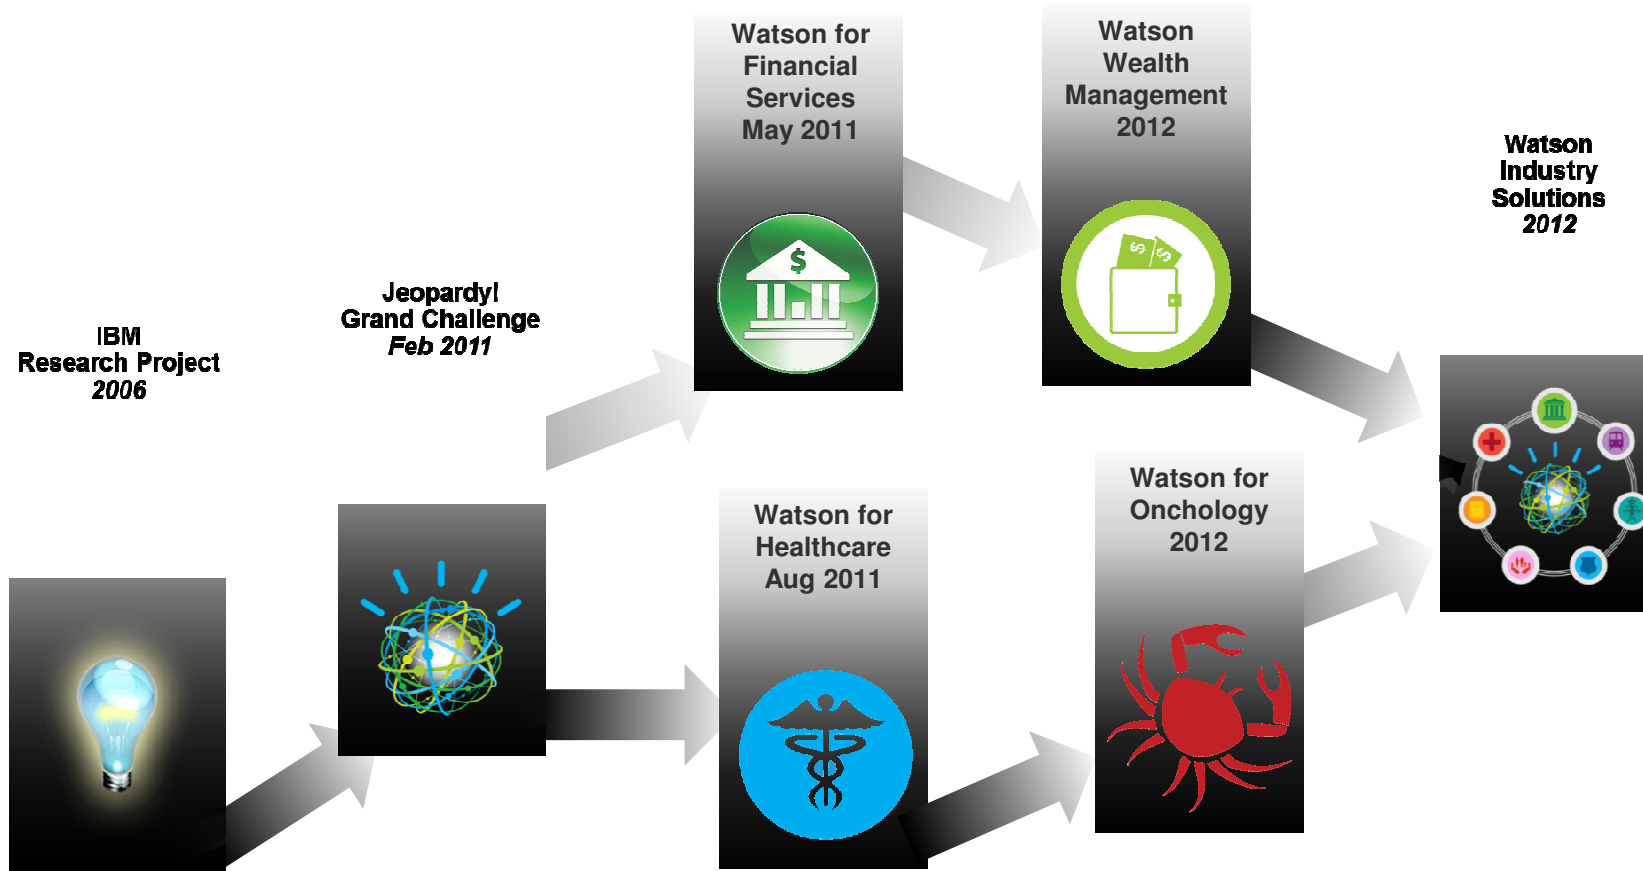 IBM
Research Project
2006
Jeopardy!
Grand Challenge
Feb 2011
Watson for
Financial
Services
May 2011
Watson for
Healthcare
Aug 2011
Watson
Wealth
Management
2012
$ $
Watson for
Onchology
2012
Watson
Industry
Solutions
2012
$